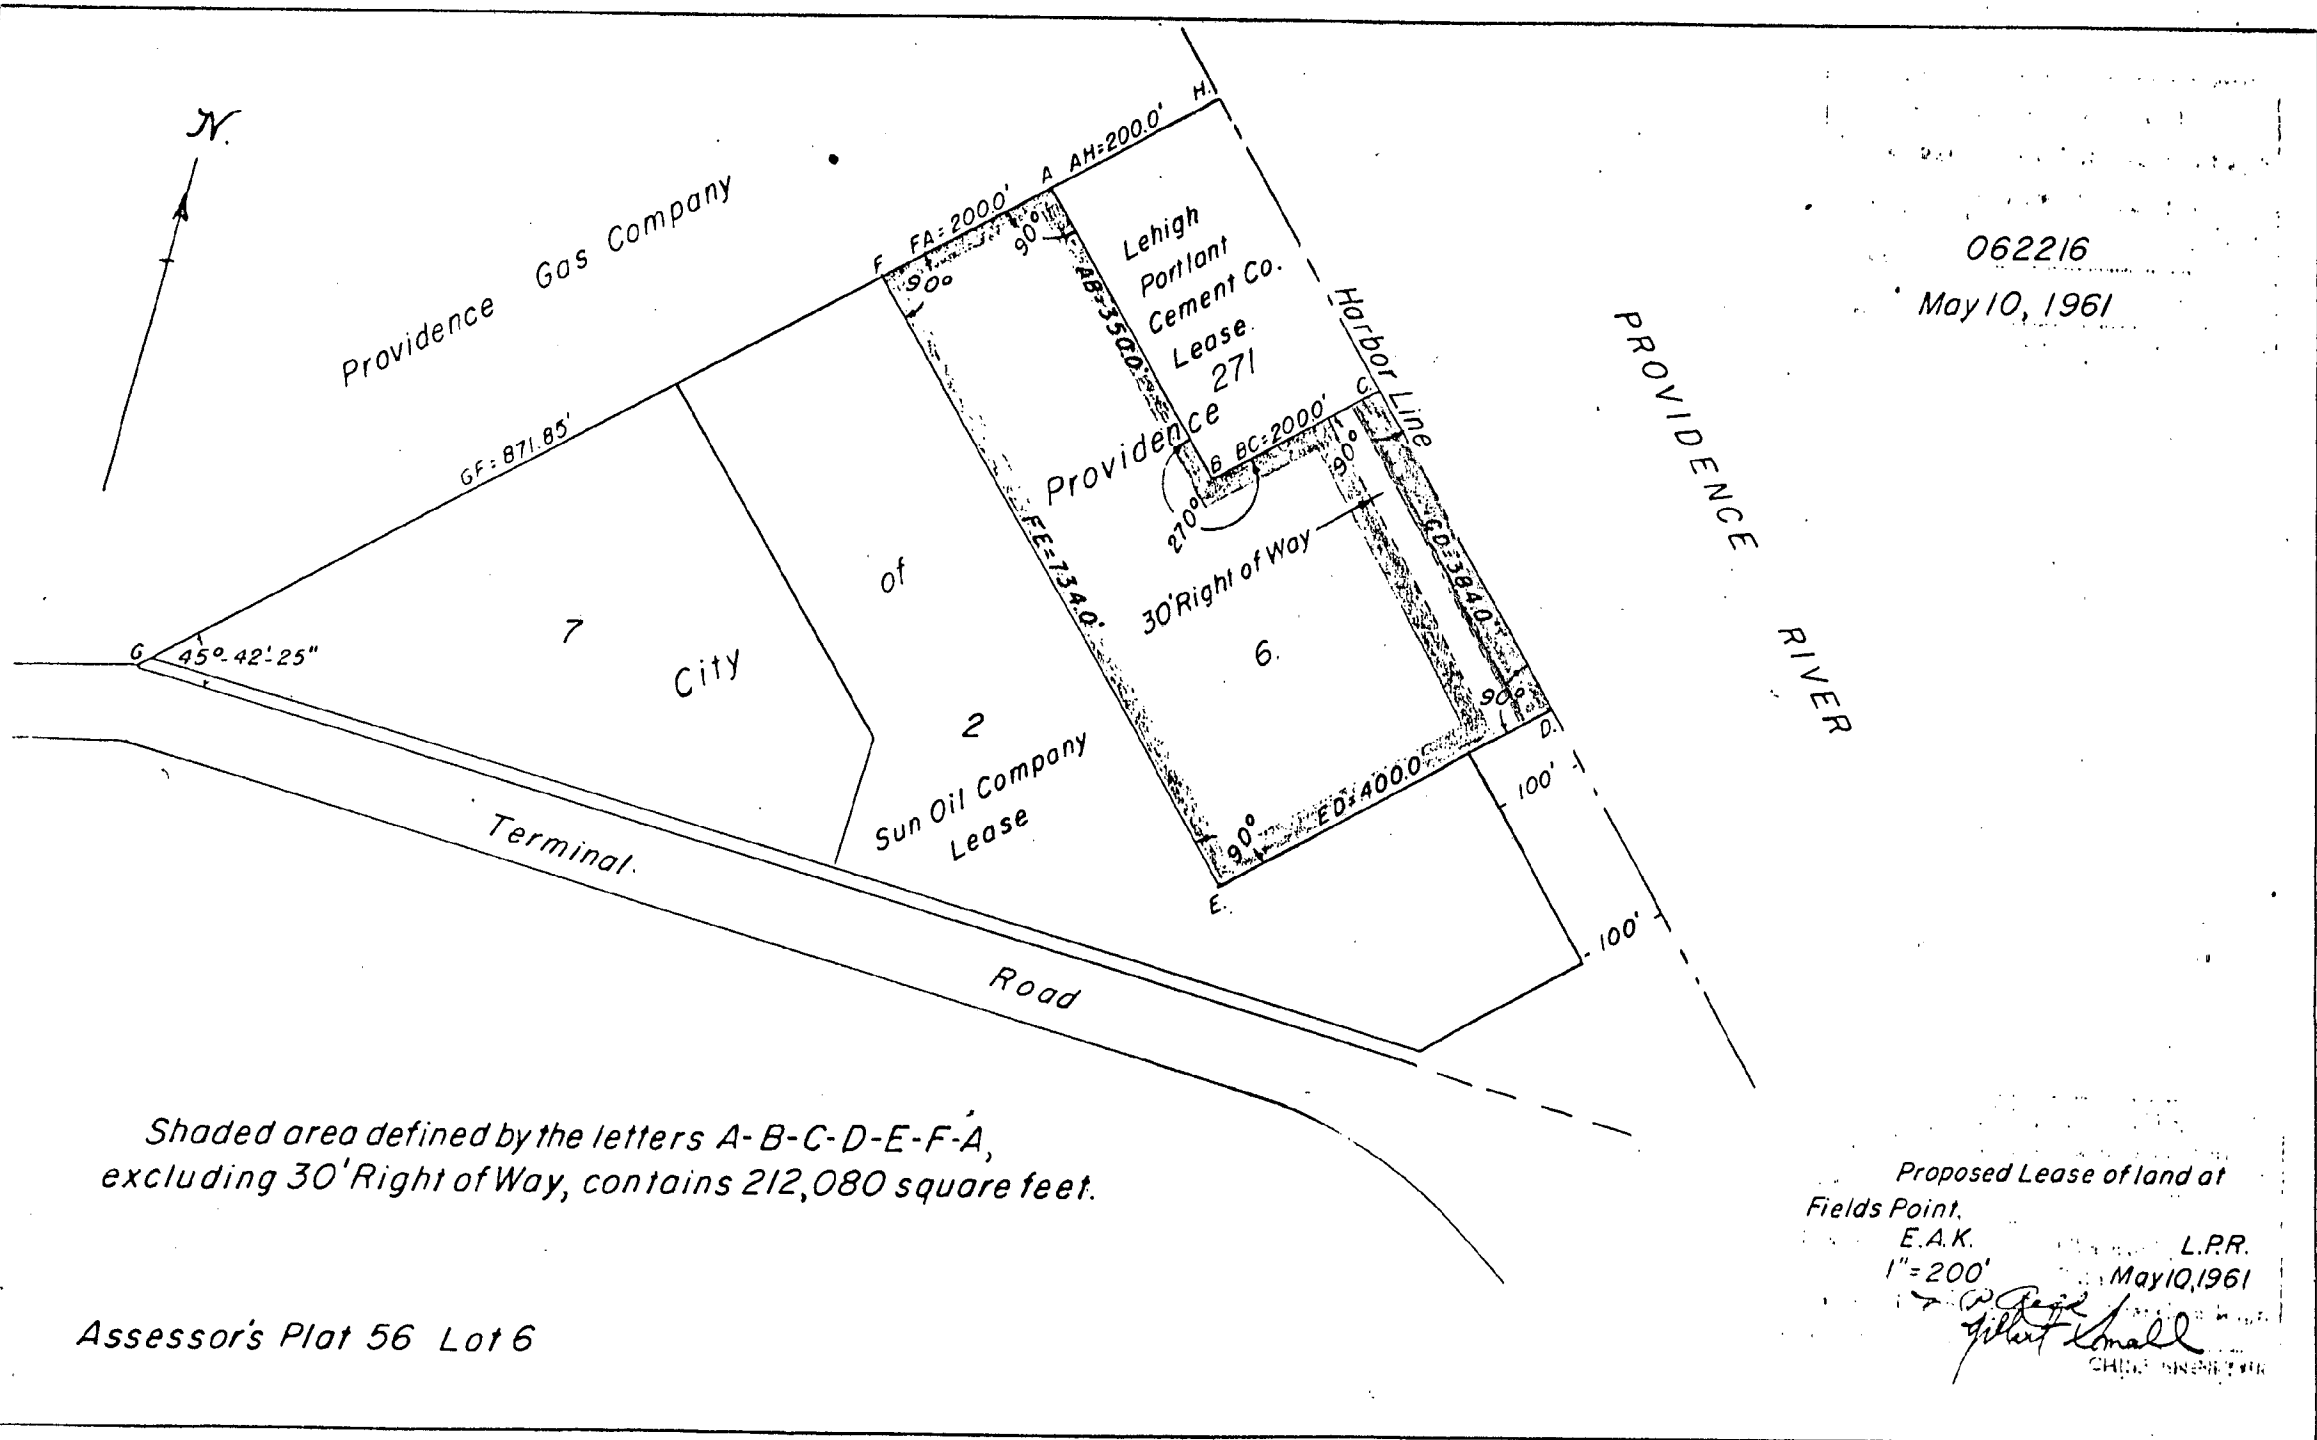 N.
Providence Gas Company
H.
AH=200.0'
A
FA=200.0'
F
90°
90°
AB=350.0'
Lehigh
Portlant
Cement Co.
Lease.
271
Harbor Line
062216
May 10, 1961
PROVIDENCE RIVER
GF=871.85'
C.
BC=200.0'
B
90°
270°
Providence
of
City
30' Right of Way
FE=734.0'
CD=384.0'
G
45°-42'-25"
7
6.
2
Sun Oil Company
Lease
90°
D.
ED=400.0
90°
E.
100'
100'
Terminal.
Road
Shaded area defined by the letters A-B-C-D-E-F-A,
excluding 30' Right of Way, contains 212,080 square feet.
Assessor's Plat 56 Lot 6
Proposed Lease of land at
Fields Point.
E.A.K. L.P.R.
1"=200' May 10, 1961
Gilbert Small